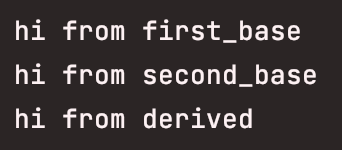 hi from first_base
hi from second_base
hi from derived